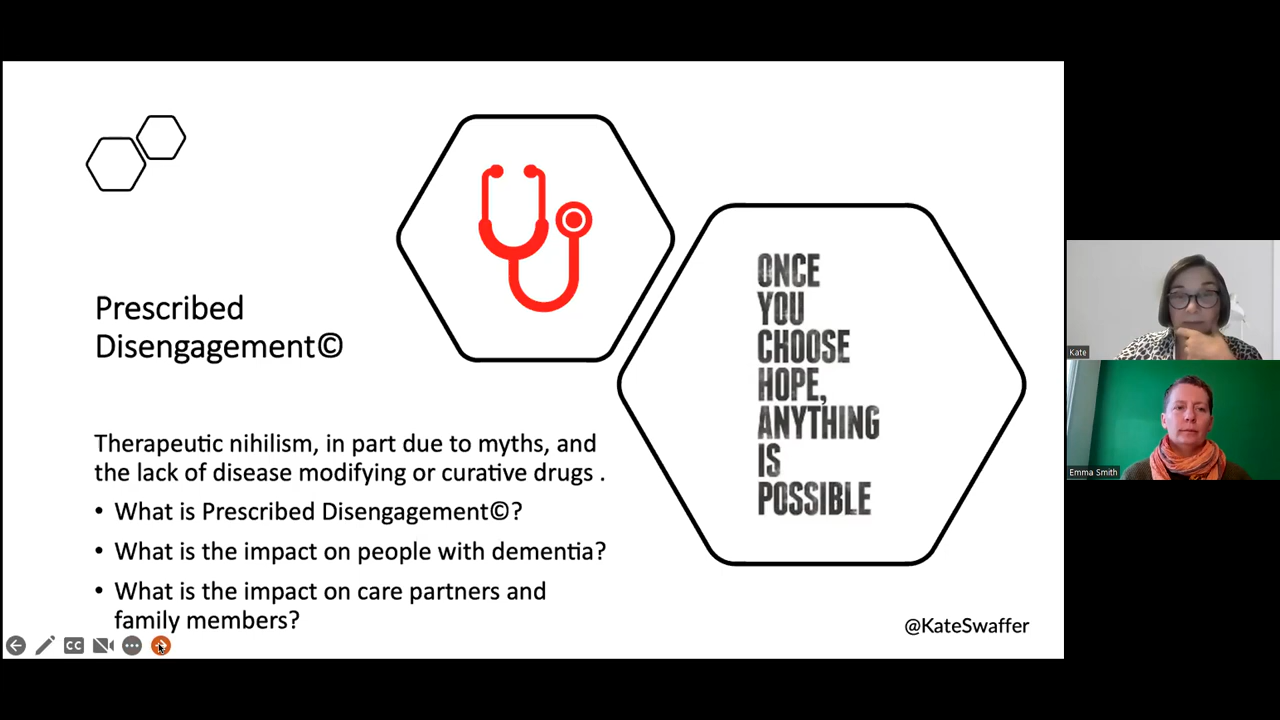 Prescribed
Disengagement©
Therapeutic nihilism, in part due to myths, and
the lack of disease modifying or curative drugs .
• What is Prescribed Disengagement©?
• What is the impact on people with dementia?
• What is the impact on care partners and
family members?
ONCE
YOU
CHOOSE
HOPE,
ANYTHING
IS
POSSIBLE
@KateSwaffer
CC
Kate
Emma Smith